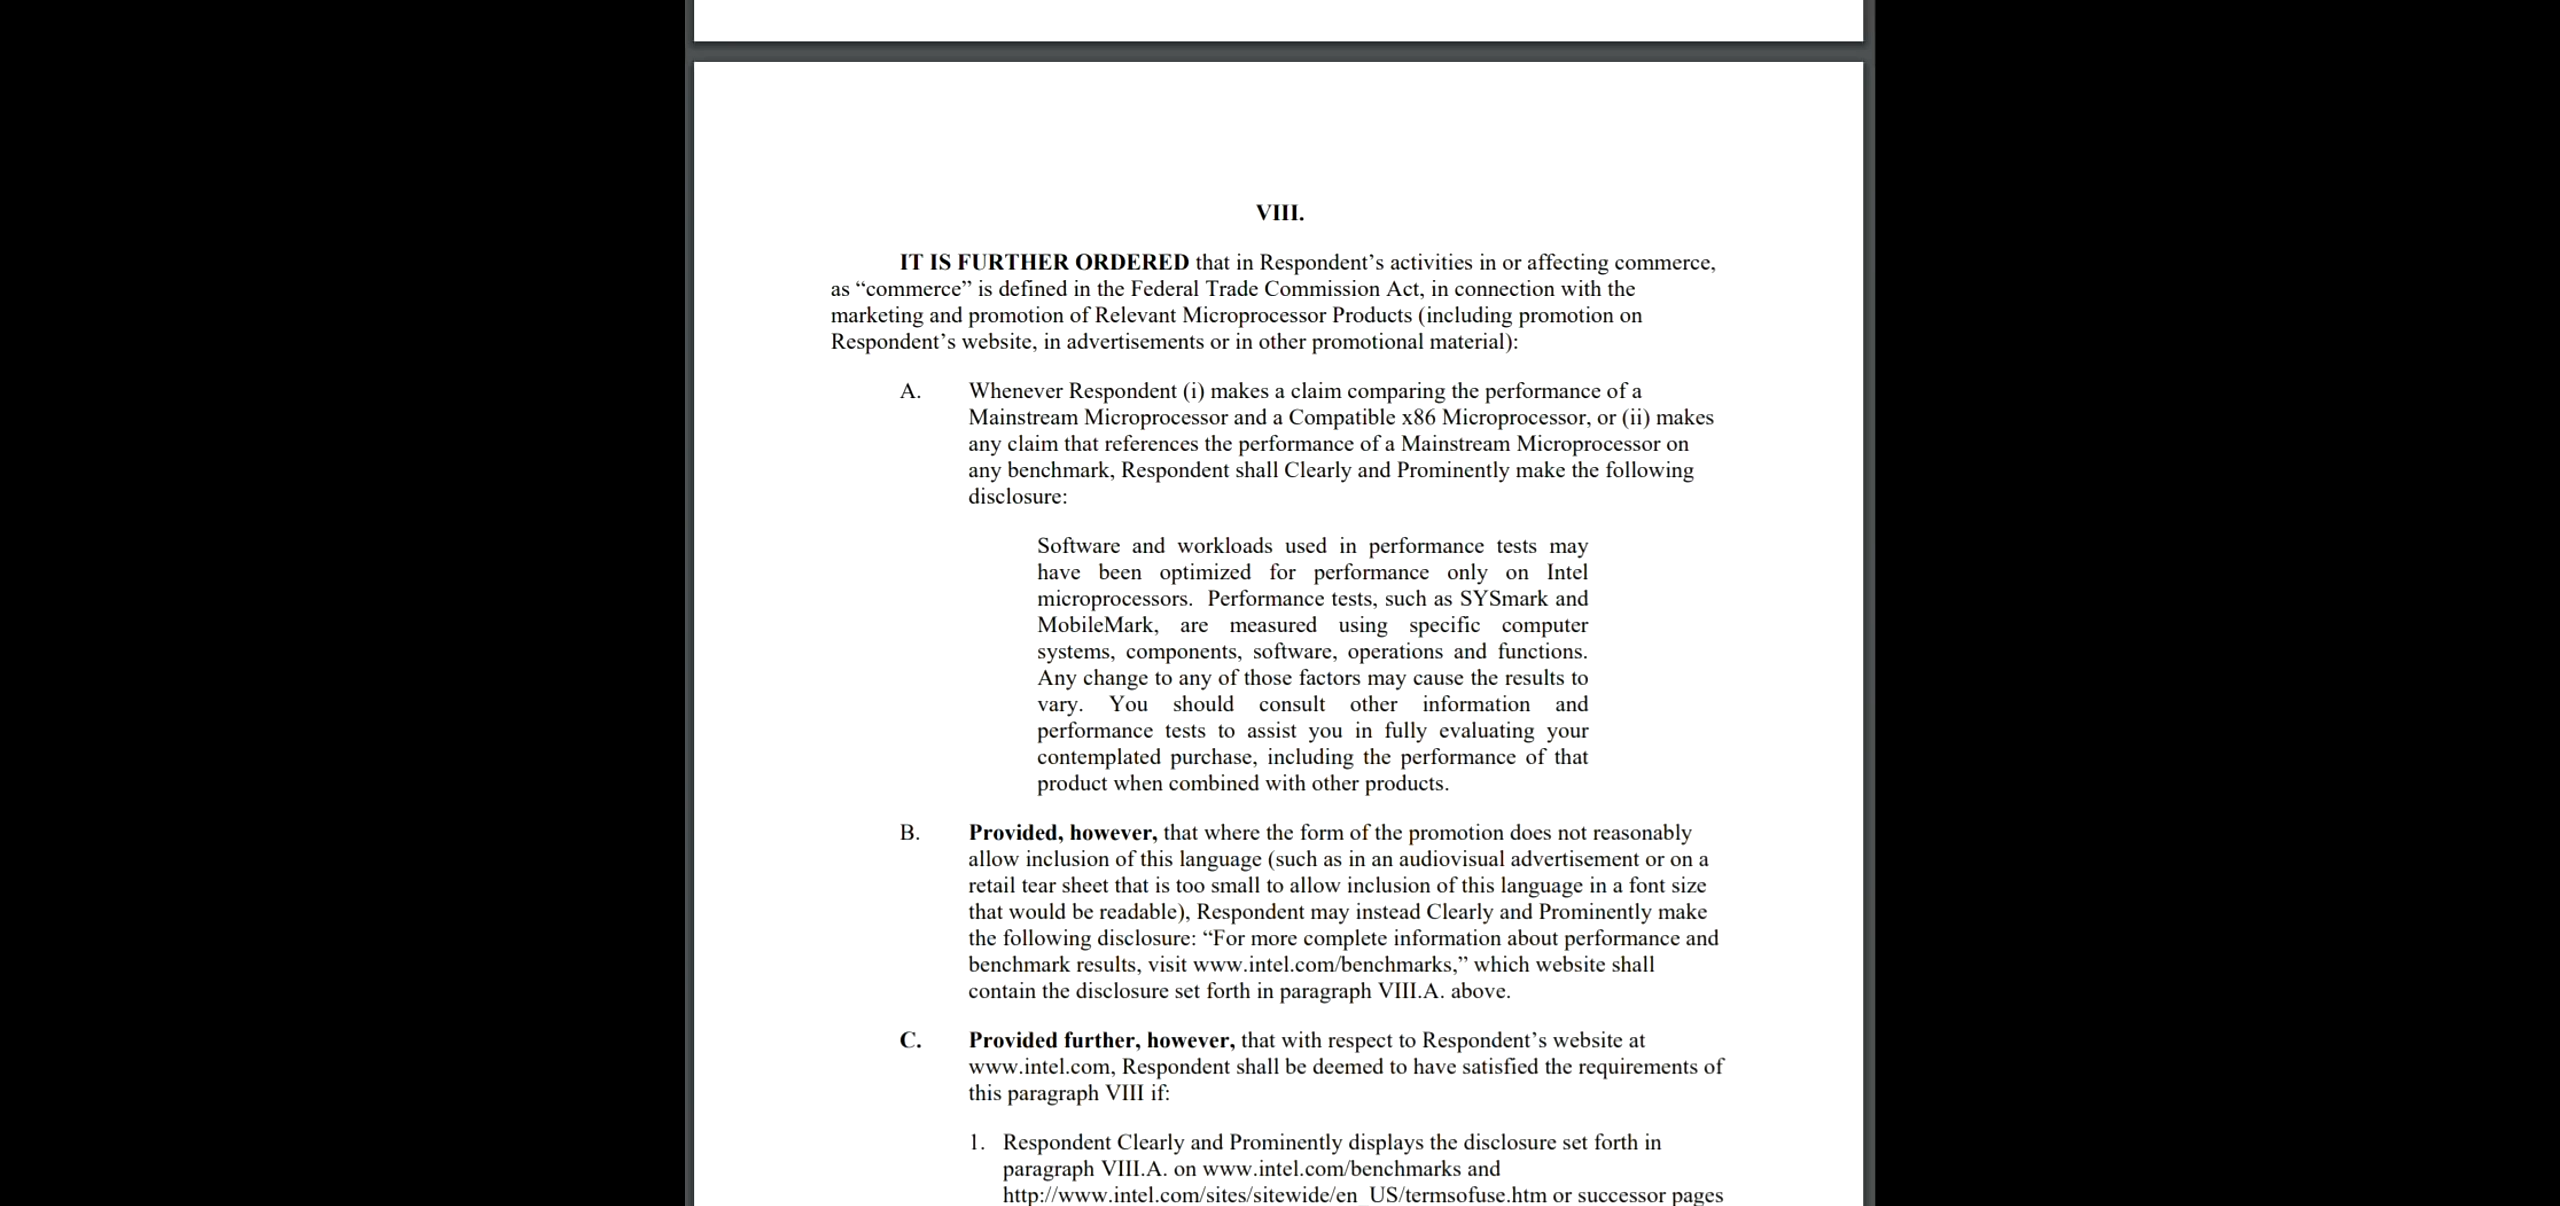 VIII.
IT IS FURTHER ORDERED that in Respondent’s activities in or affecting commerce,
as “commerce” is defined in the Federal Trade Commission Act, in connection with the
marketing and promotion of Relevant Microprocessor Products (including promotion on
Respondent’s website, in advertisements or in other promotional material):
A. Whenever Respondent (i) makes a claim comparing the performance of a
Mainstream Microprocessor and a Compatible x86 Microprocessor, or (ii) makes
any claim that references the performance of a Mainstream Microprocessor on
any benchmark, Respondent shall Clearly and Prominently make the following
disclosure:
Software and workloads used in performance tests may
have been optimized for performance only on Intel
microprocessors. Performance tests, such as SYSmark and
MobileMark, are measured using specific computer
systems, components, software, operations and functions.
Any change to any of those factors may cause the results to
vary. You should consult other information and
performance tests to assist you in fully evaluating your
contemplated purchase, including the performance of that
product when combined with other products.
B. Provided, however, that where the form of the promotion does not reasonably
allow inclusion of this language (such as in an audiovisual advertisement or on a
retail tear sheet that is too small to allow inclusion of this language in a font size
that would be readable), Respondent may instead Clearly and Prominently make
the following disclosure: “For more complete information about performance and
benchmark results, visit www.intel.com/benchmarks,” which website shall
contain the disclosure set forth in paragraph VIII.A. above.
C. Provided further, however, that with respect to Respondent’s website at
www.intel.com, Respondent shall be deemed to have satisfied the requirements of
this paragraph VIII if:
1. Respondent Clearly and Prominently displays the disclosure set forth in
paragraph VIII.A. on www.intel.com/benchmarks and
http://www.intel.com/sites/sitewide/en_US/termsofuse.htm or successor pages